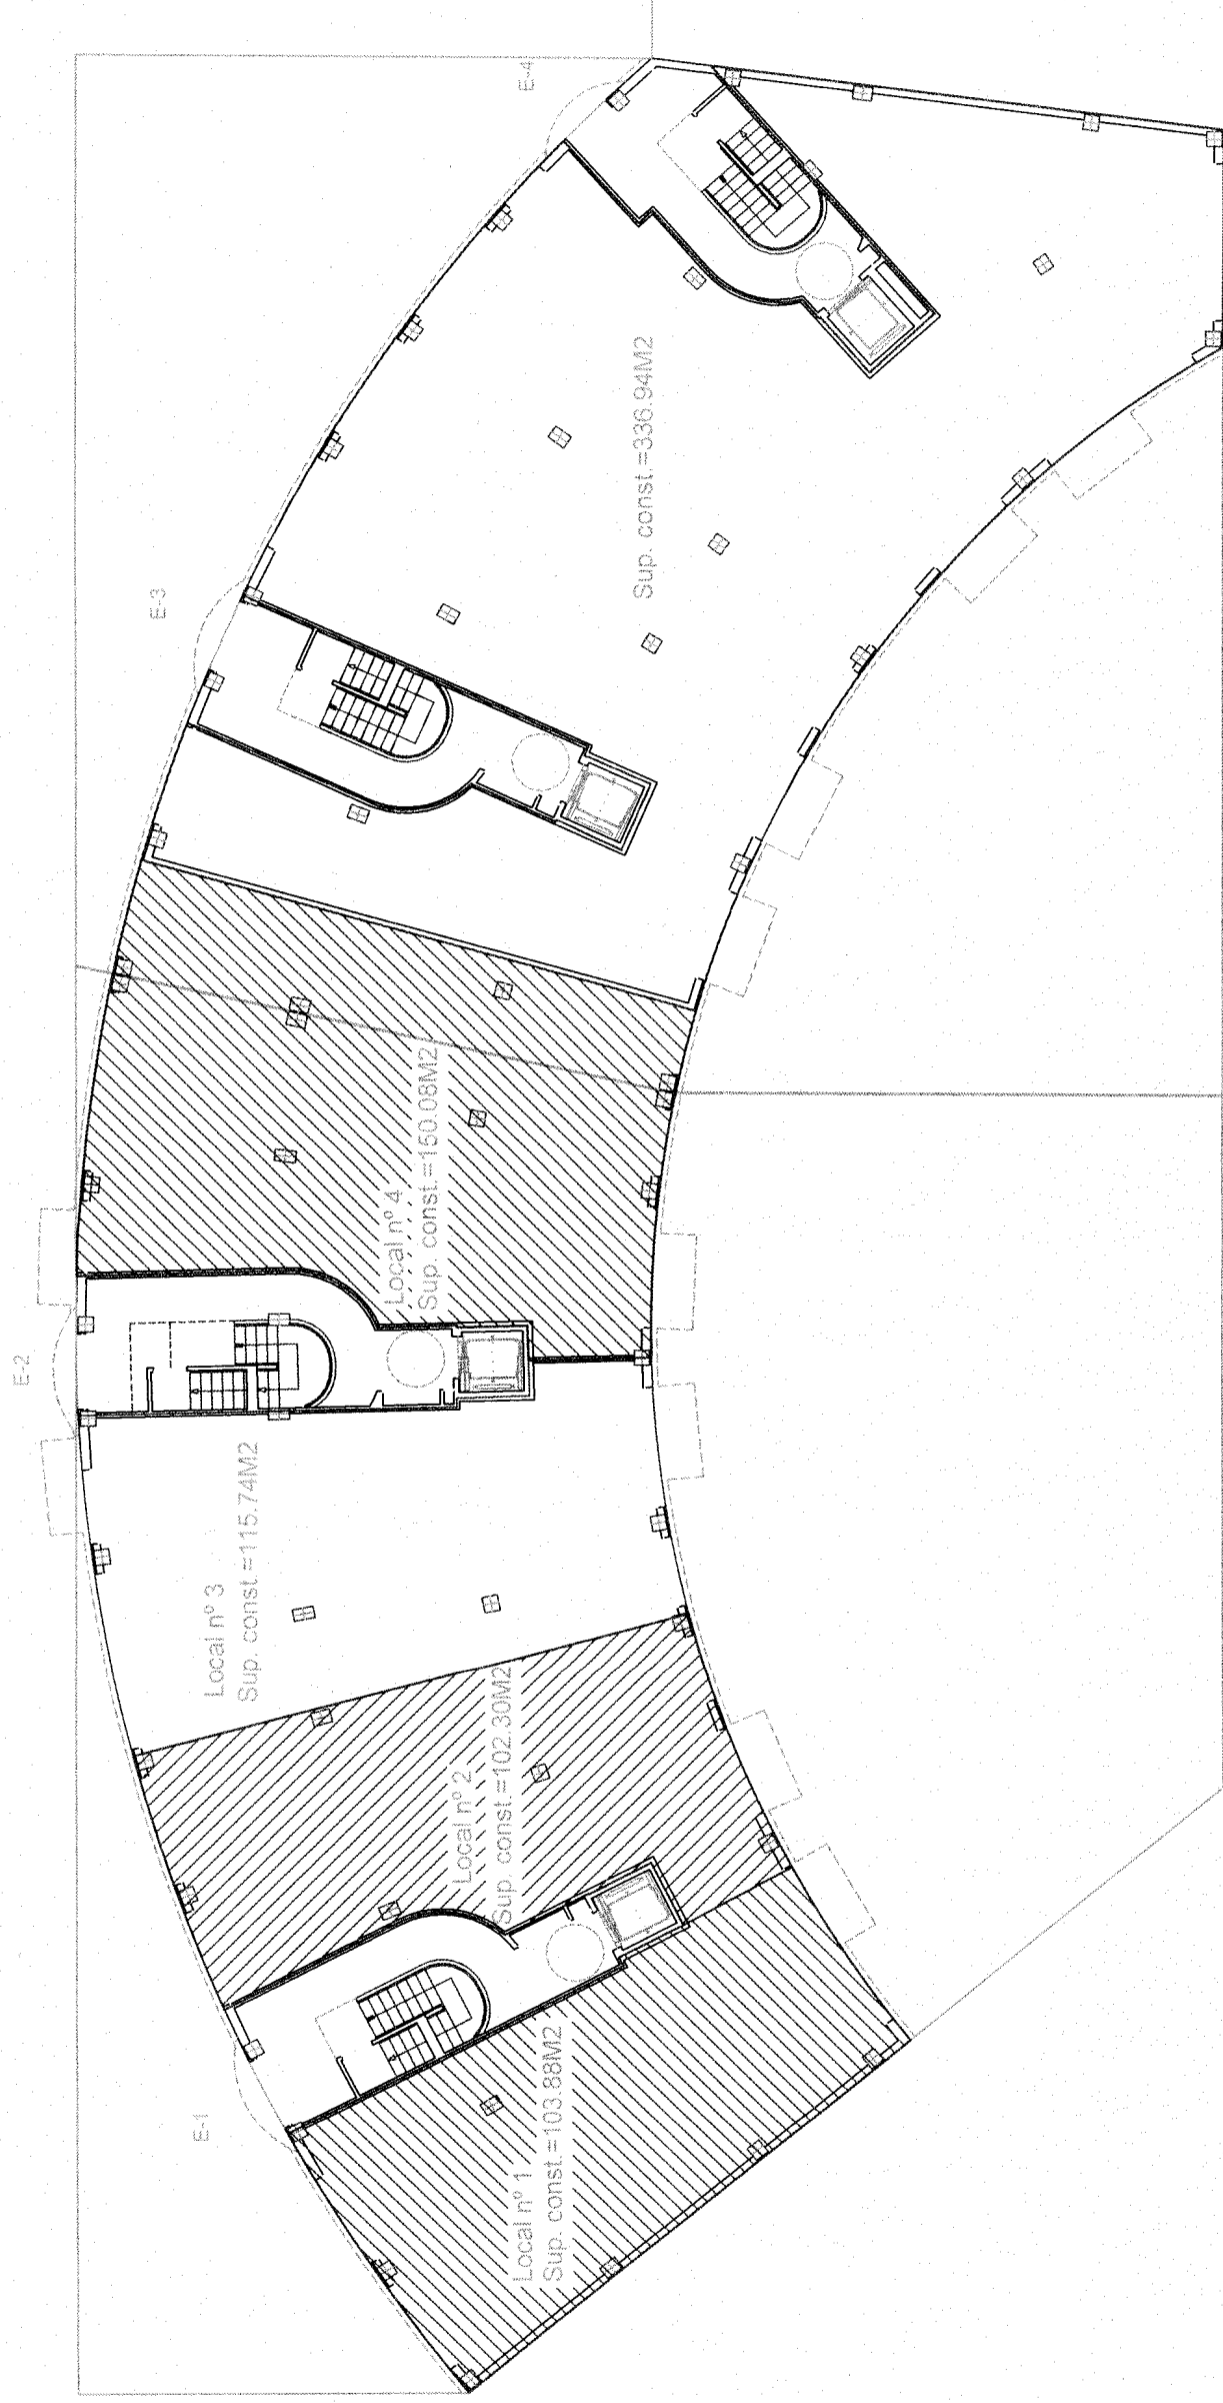 E-4
Sup. const.=336.94M2
E-3
Local nº 4
Sup. const.=150.08M2
E-2
Local nº 3
Sup. const.=115.74M2
Local nº 2
Sup. const.=102.30M2
E-1
Local nº 1
Sup. const.=103.88M2